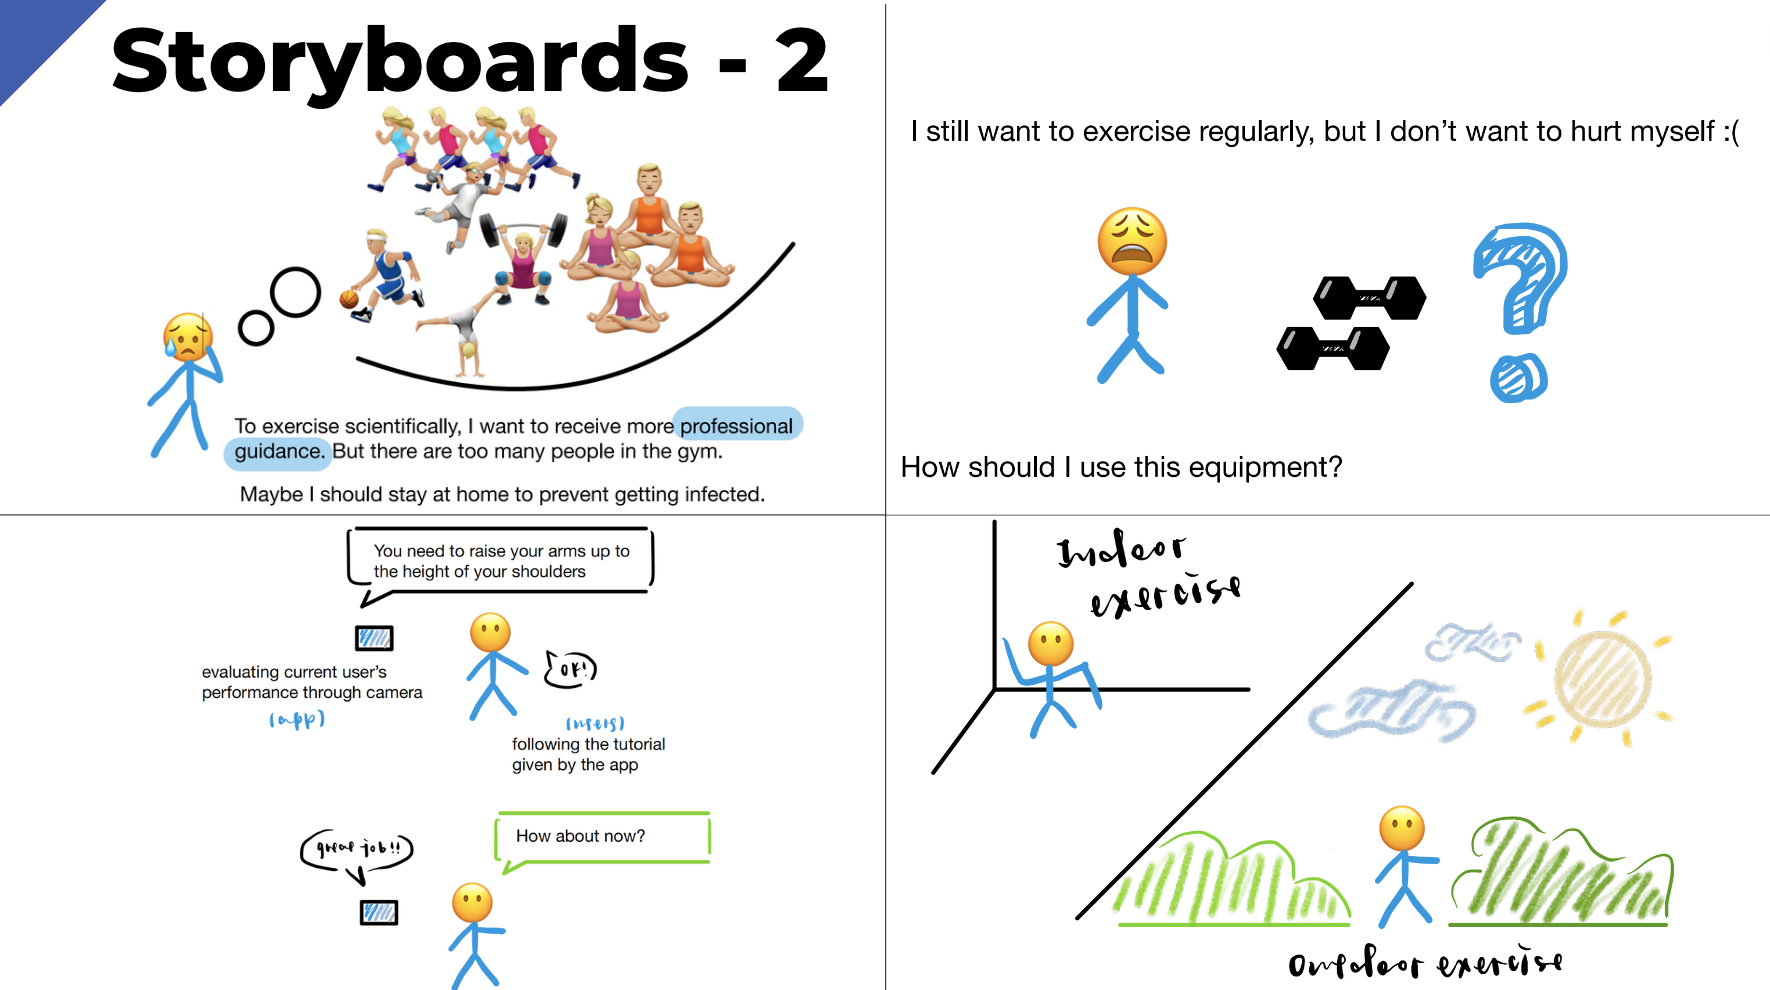 Storyboards - 2
To exercise scientifically, I want to receive more professional
guidance. But there are too many people in the gym.
Maybe I should stay at home to prevent getting infected.
I still want to exercise regularly, but I don't want to hurt myself :(
How should I use this equipment?
You need to raise your arms up to
the height of your shoulders
evaluating current user's
performance through camera
(app)
OK!
(users)
following the tutorial
given by the app
great job!!
How about now?
Indoor
exercise
Outdoor exercise